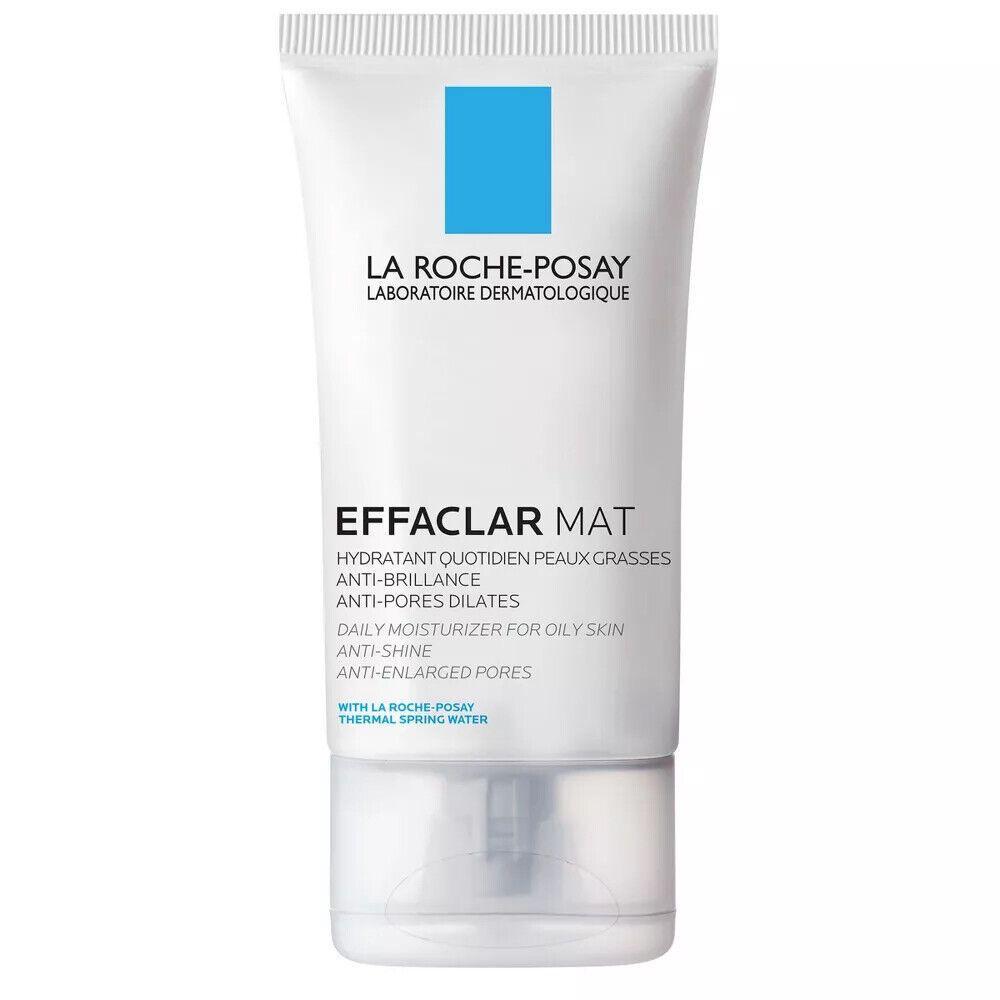 LA ROCHE-POSAY
LABORATOIRE DERMATOLOGIQUE
EFFACLAR MAT
HYDRATANT QUOTIDIEN PEAUX GRASSES
ANTI-BRILLANCE
ANTI-PORES DILATES
DAILY MOISTURIZER FOR OILY SKIN
ANTI-SHINE
ANTI-ENLARGED PORES
WITH LA ROCHE-POSAY
THERMAL SPRING WATER